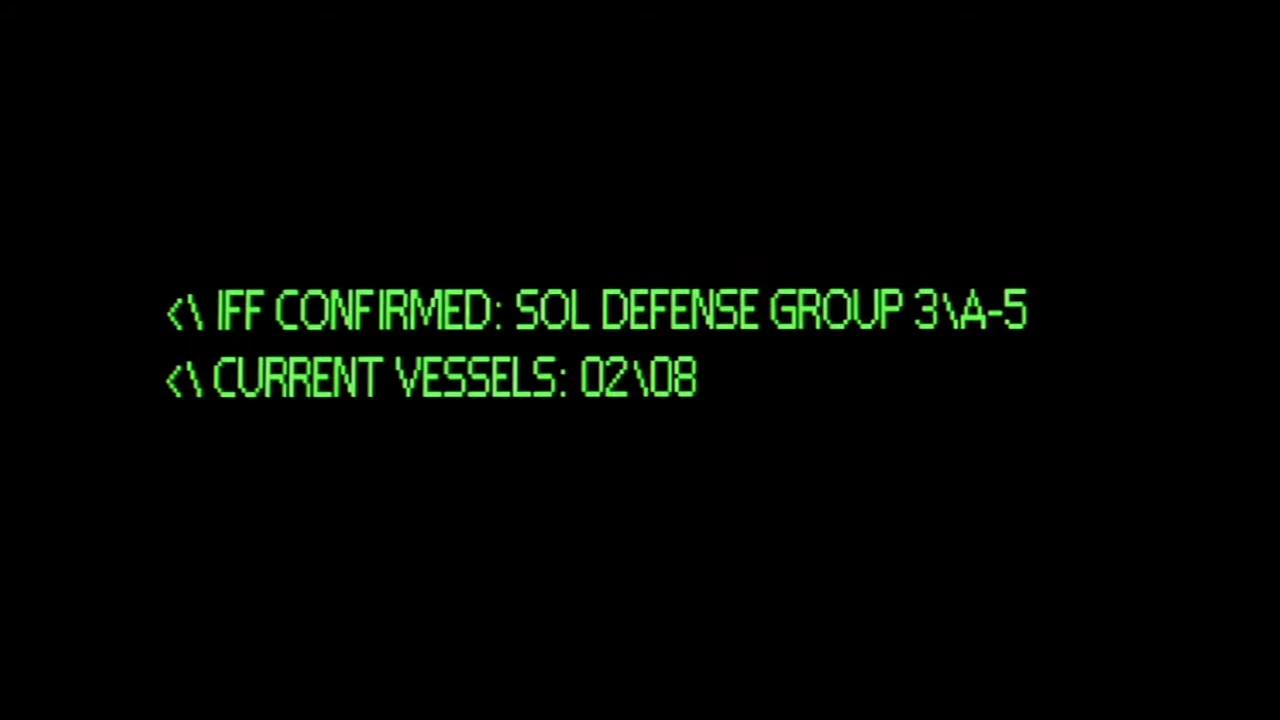 <\ IFF CONFIRMED: SOL DEFENSE GROUP 3\A-5
<\ CURRENT VESSELS: 02\08